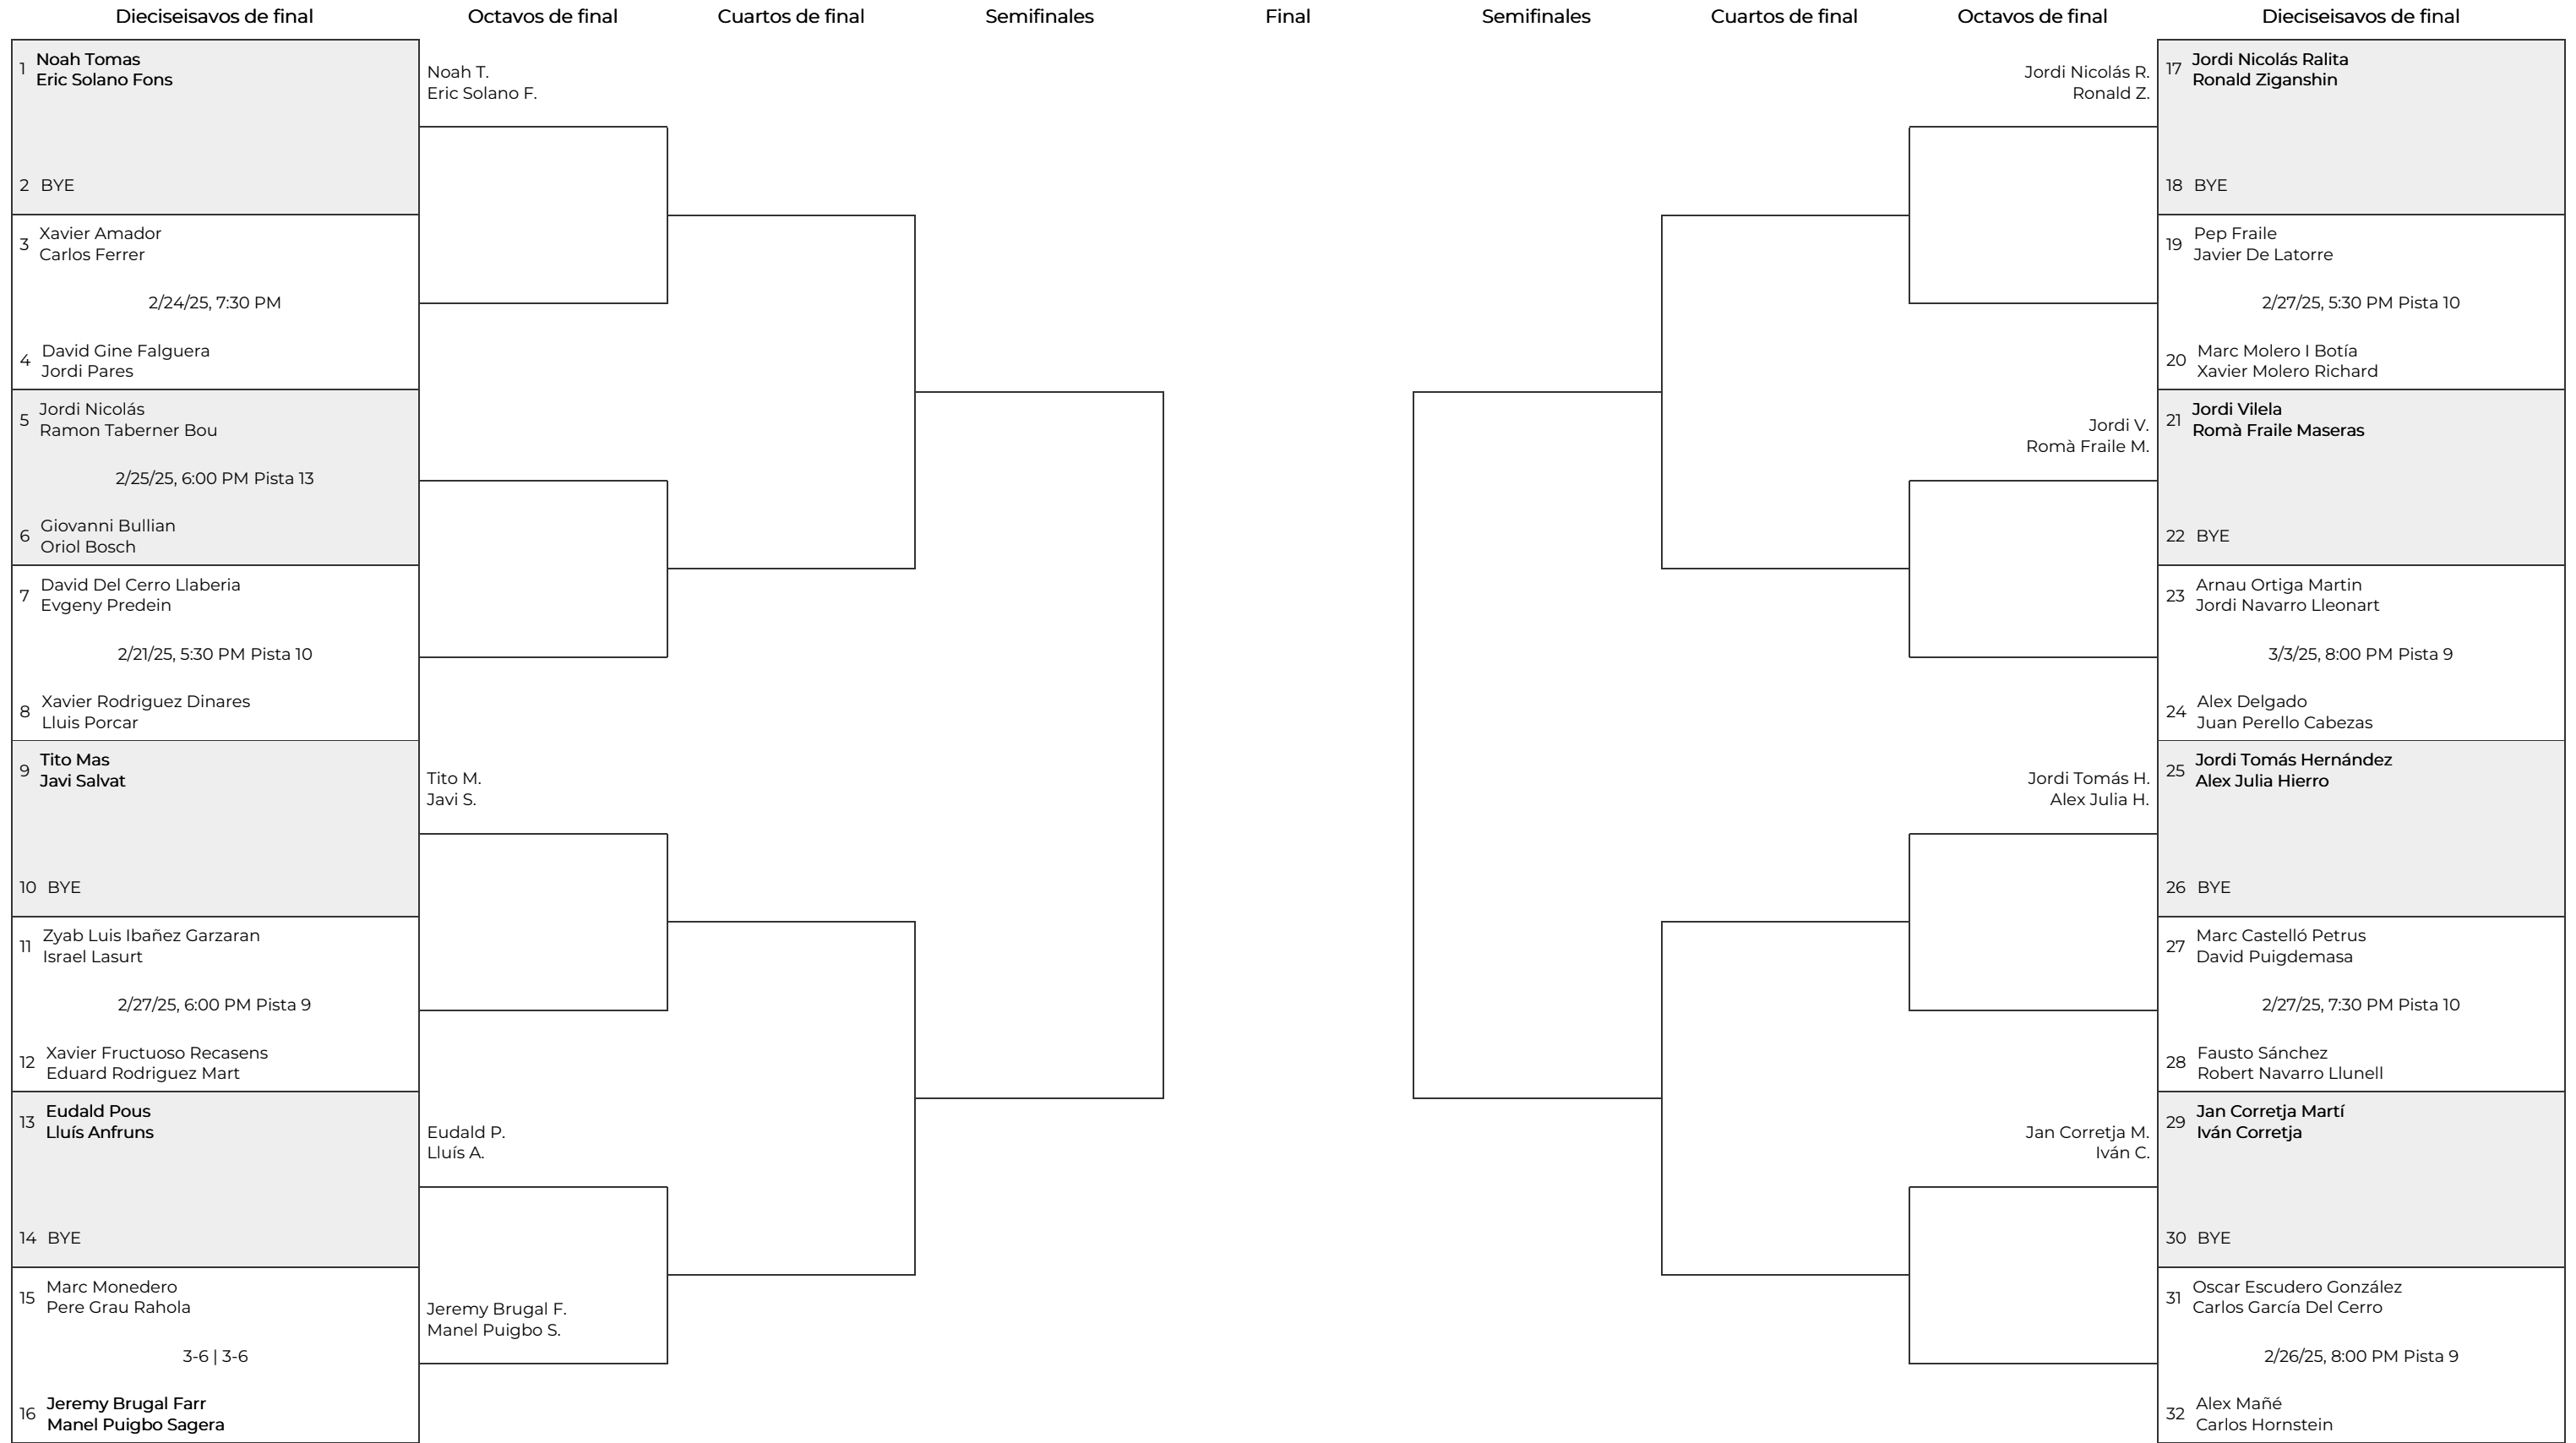 Dieciseisavos de final
Octavos de final
Cuartos de final
Semifinales
Final
Semifinales
Cuartos de final
Octavos de final
Dieciseisavos de final
1 Noah Tomas
Eric Solano Fons
2 BYE
3 Xavier Amador
Carlos Ferrer
2/24/25, 7:30 PM
4 David Gine Falguera
Jordi Pares
5 Jordi Nicolás
Ramon Taberner Bou
2/25/25, 6:00 PM Pista 13
6 Giovanni Bullian
Oriol Bosch
7 David Del Cerro Llaberia
Evgeny Predein
2/21/25, 5:30 PM Pista 10
8 Xavier Rodriguez Dinares
Lluis Porcar
9 Tito Mas
Javi Salvat
10 BYE
11 Zyab Luis Ibañez Garzaran
Israel Lasurt
2/27/25, 6:00 PM Pista 9
12 Xavier Fructuoso Recasens
Eduard Rodriguez Mart
13 Eudald Pous
Lluís Anfruns
14 BYE
15 Marc Monedero
Pere Grau Rahola
3-6 | 3-6
16 Jeremy Brugal Farr
Manel Puigbo Sagera
Noah T.
Eric Solano F.
Tito M.
Javi S.
Eudald P.
Lluís A.
Jeremy Brugal F.
Manel Puigbo S.
Jordi Nicolás R.
Ronald Z.
Jordi V.
Romà Fraile M.
Jordi Tomás H.
Alex Julia H.
Jan Corretja M.
Iván C.
17 Jordi Nicolás Ralita
Ronald Ziganshin
18 BYE
19 Pep Fraile
Javier De Latorre
2/27/25, 5:30 PM Pista 10
20 Marc Molero I Botía
Xavier Molero Richard
21 Jordi Vilela
Romà Fraile Maseras
22 BYE
23 Arnau Ortiga Martin
Jordi Navarro Lleonart
3/3/25, 8:00 PM Pista 9
24 Alex Delgado
Juan Perello Cabezas
25 Jordi Tomás Hernández
Alex Julia Hierro
26 BYE
27 Marc Castelló Petrus
David Puigdemasa
2/27/25, 7:30 PM Pista 10
28 Fausto Sánchez
Robert Navarro Llunell
29 Jan Corretja Martí
Iván Corretja
30 BYE
31 Oscar Escudero González
Carlos García Del Cerro
2/26/25, 8:00 PM Pista 9
32 Alex Mañé
Carlos Hornstein